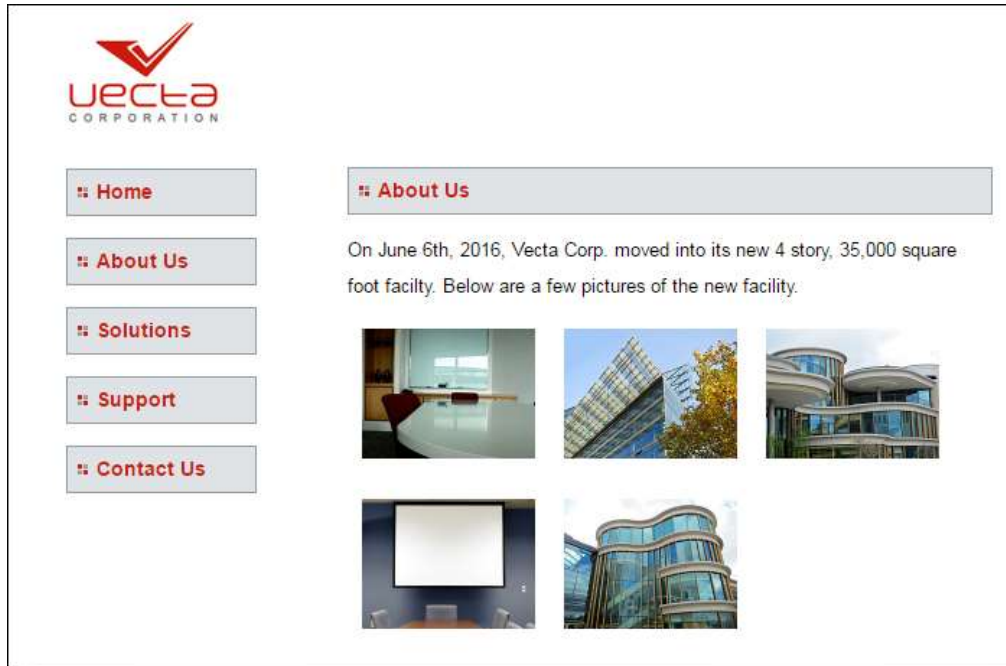 vecta
CORPORATION
Home
About Us
Solutions
Support
Contact Us
About Us
On June 6th, 2016, Vecta Corp. moved into its new 4 story, 35,000 square
foot facilty. Below are a few pictures of the new facility.